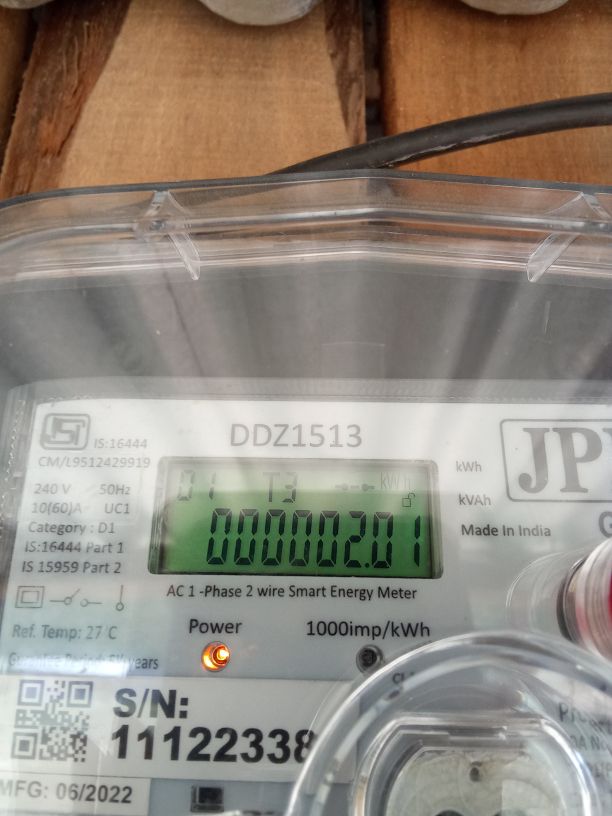 DDZ1513
JP
IS:16444
CM/L9512429919
240 V 50Hz
10(60)A UC1
Category : D1
IS:16444 Part 1
IS 15959 Part 2
01 T3 kWh
000002.01
kWh
kVAh
Made In India
AC 1 -Phase 2 wire Smart Energy Meter
Ref. Temp: 27 C
Power
1000imp/kWh
years
S/N:
11122338
MFG: 06/2022